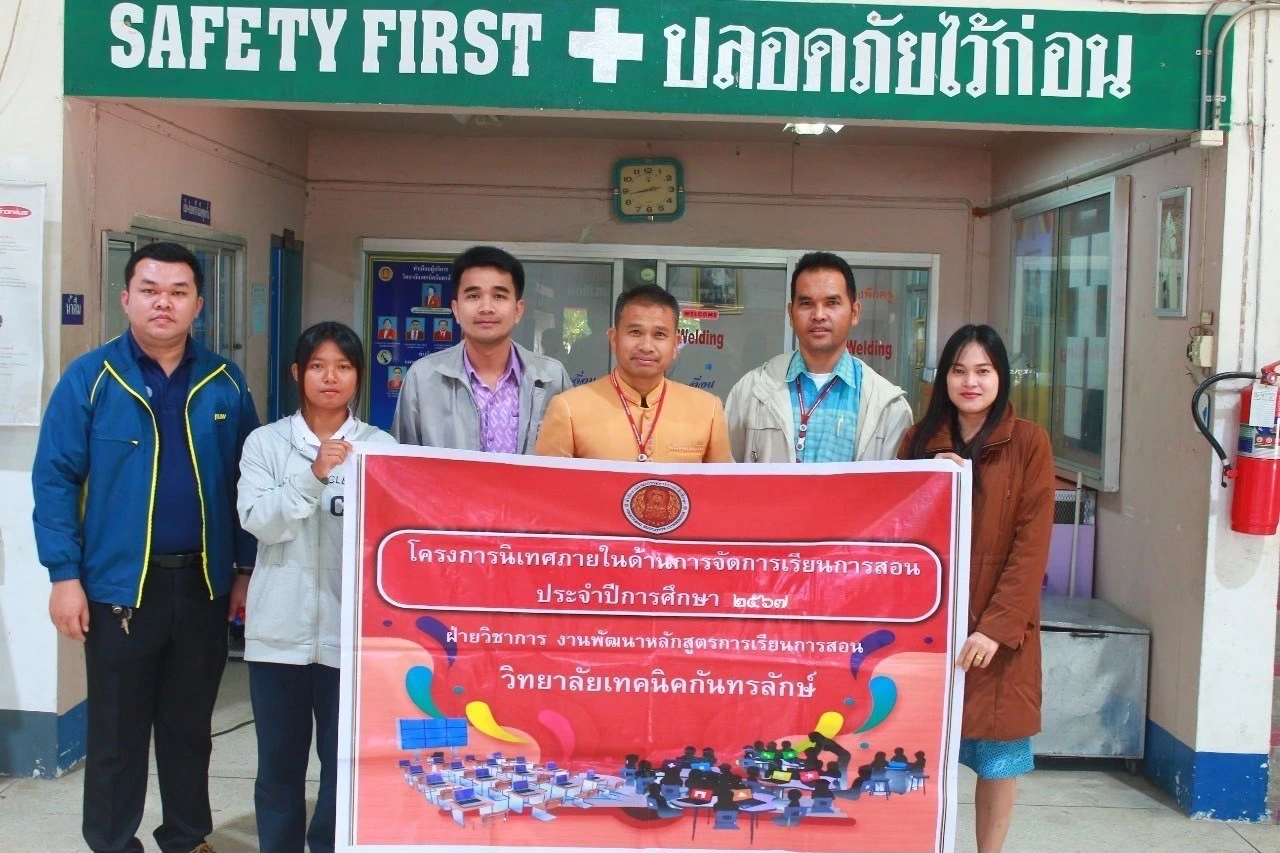 SAFETY FIRST + ปลอดภัยไว้ก่อน
WELCOME
Welding
Welding
โครงการนิเทศภายในด้านการจัดการเรียนการสอน
ประจำปีการศึกษา ๒๕๖๗
ฝ่ายวิชาการ งานพัฒนาหลักสูตรการเรียนการสอน
วิทยาลัยเทคนิคกันทรลักษ์